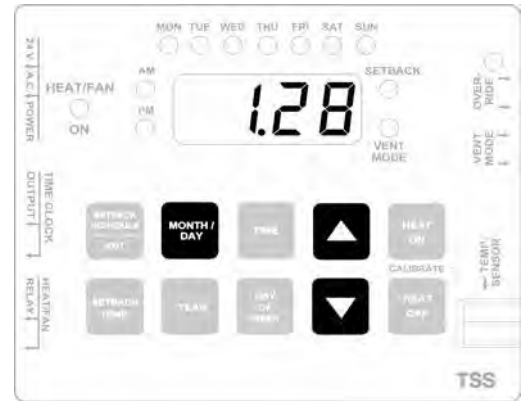 MON TUE WED THU FRI SAT SUN
24 V. A.C. POWER
HEAT/FAN
ON
AM
PM
1.28
SETBACK
VENT
MODE
OVER-
RIDE
VENT
MODE
TIME CLOCK
OUTPUT
SETBACK
SCHEDULE
EXIT
MONTH /
DAY
TIME
HEAT
ON
CALIBRATE
TEMP.
SENSOR
HEAT/FAN
RELAY
SETBACK
TEMP
YEAR
DAY
OF
WEEK
HEAT
OFF
TSS